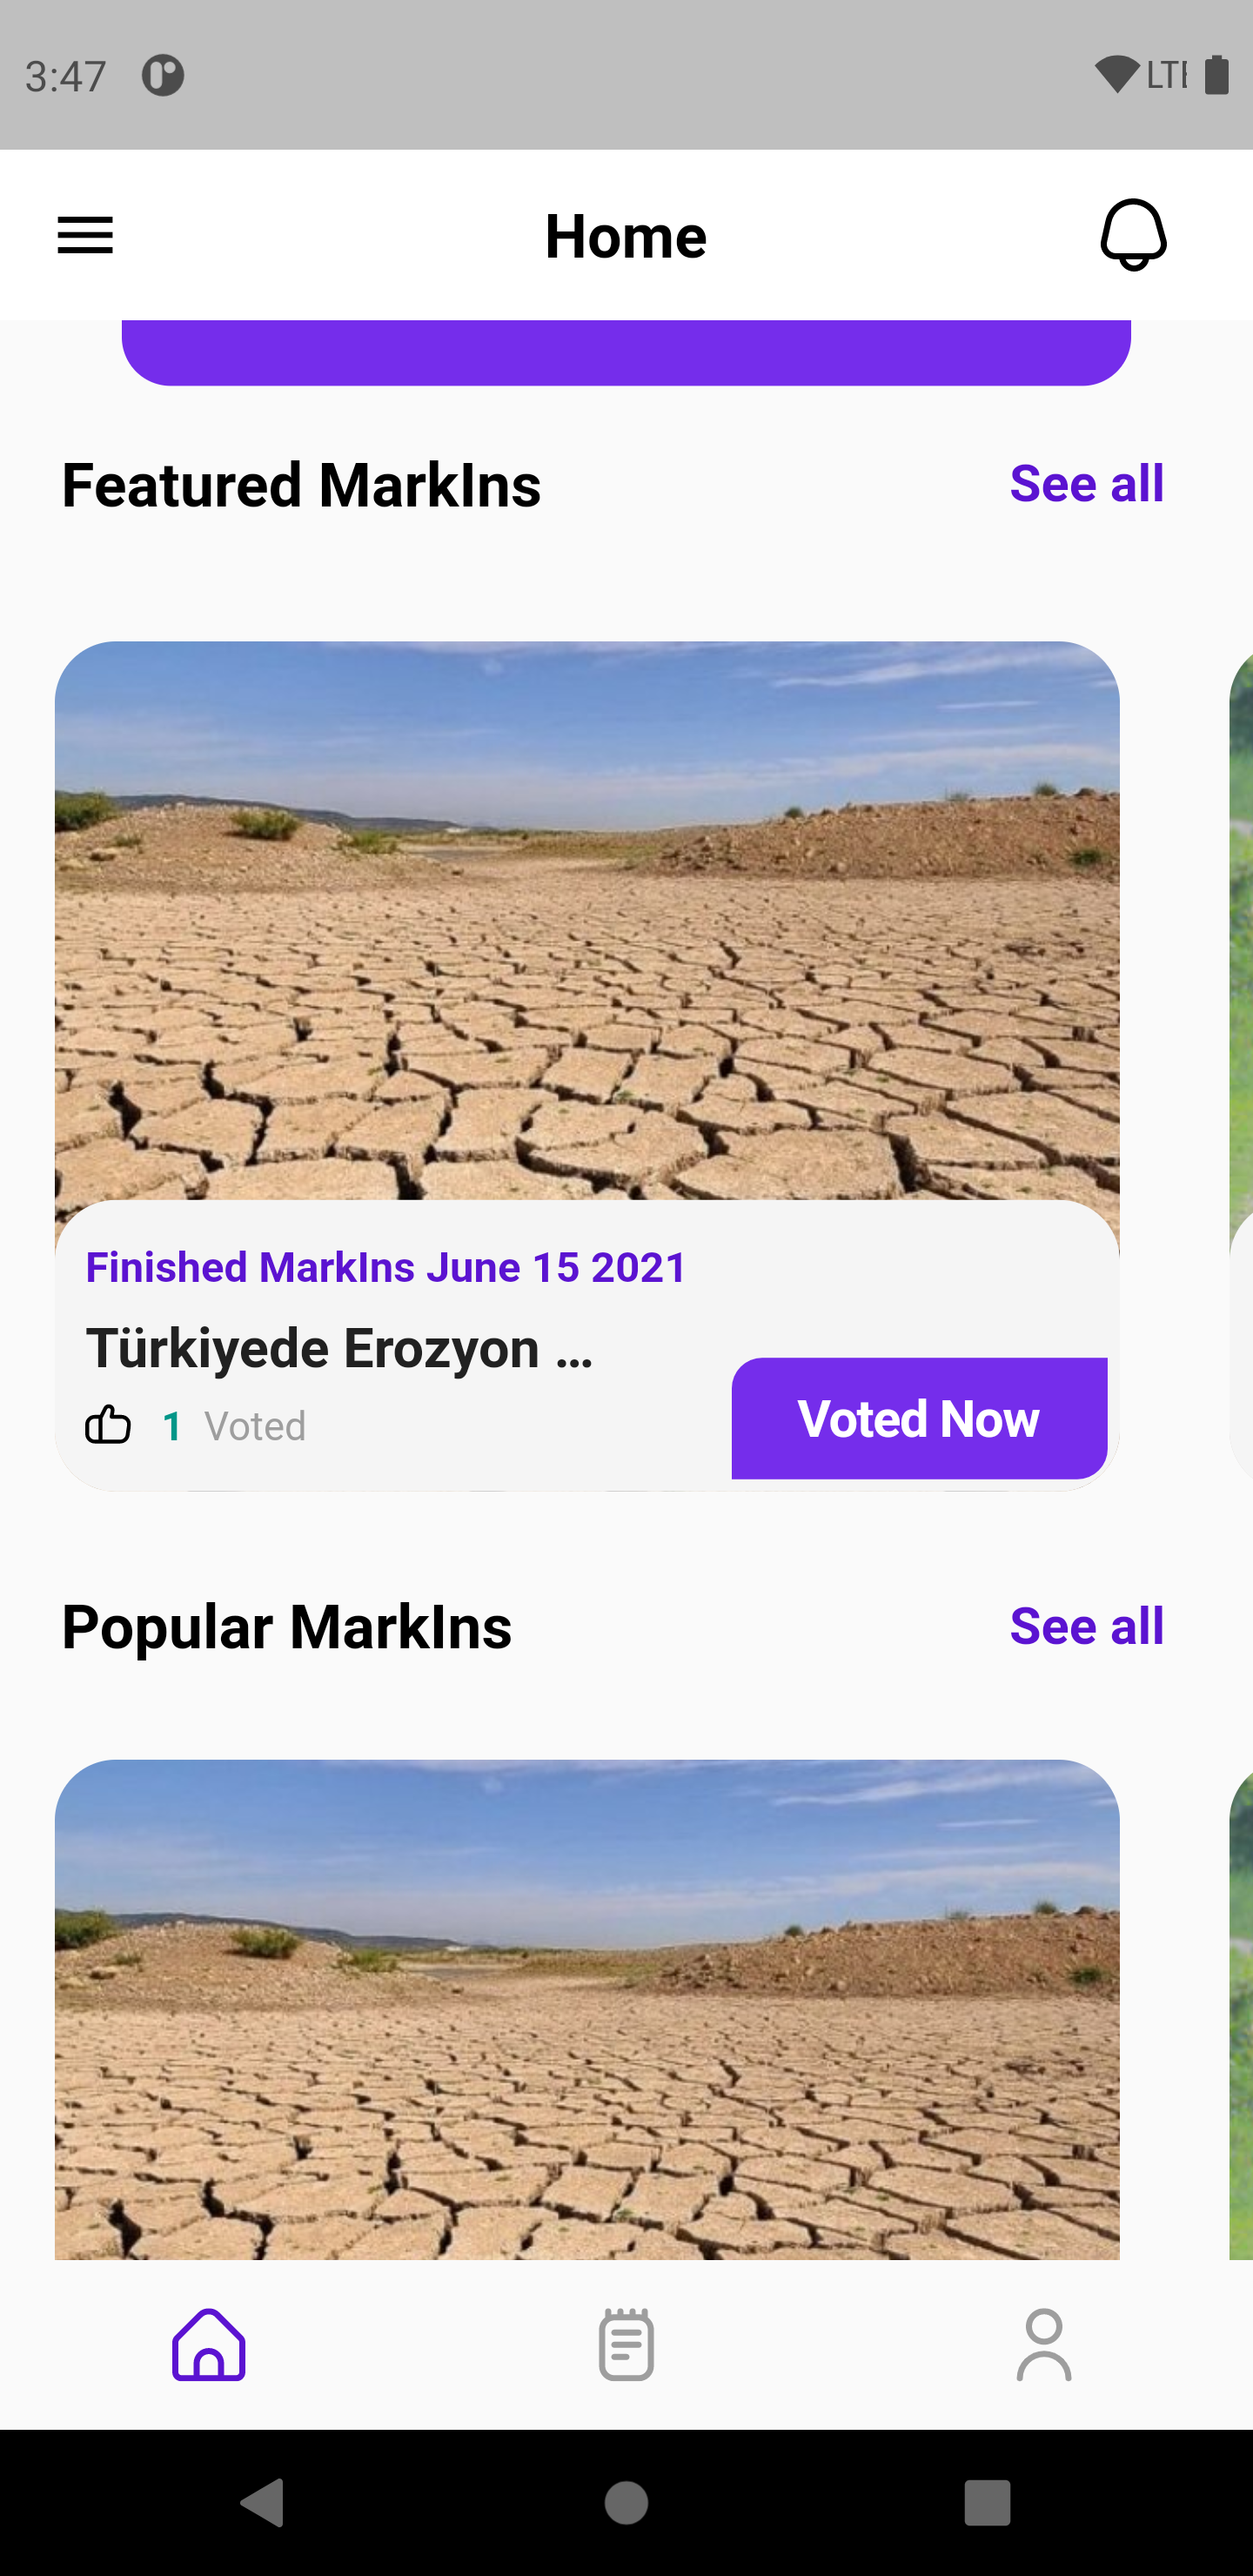 3:47
LTE
Home
Featured MarkIns
See all
Finished MarkIns June 15 2021
Türkiyede Erozyon ...
1 Voted
Voted Now
Popular MarkIns
See all